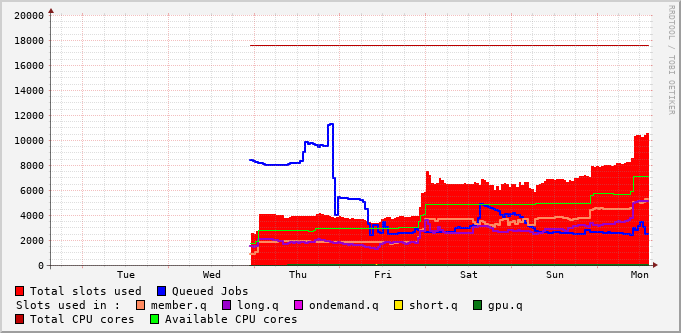 20000
18000
16000
14000
12000
10000
8000
6000
4000
2000
0
Tue Wed Thu Fri Sat Sun Mon
Total slots used Queued Jobs
Slots used in : member.q long.q ondemand.q short.q gpu.q
Total CPU cores Available CPU cores
RRDTOOL / TOBI OETIKER